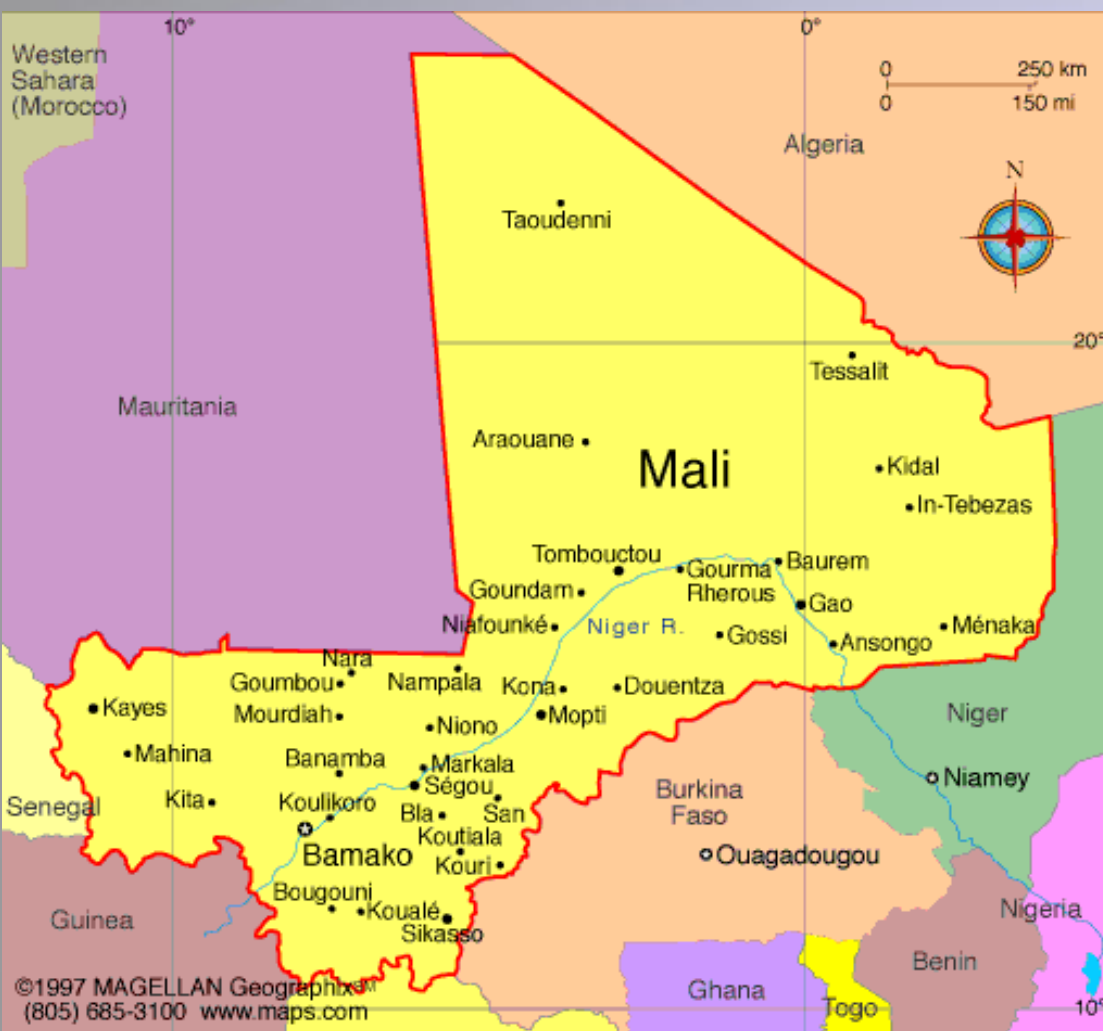 10°
0°
Western
Sahara
(Morocco)
0 250 km
0 150 mi
Algeria
N
Taoudenni
20°
Tessalit
Mauritania
Araouane
Mali
Kidal
In-Tebezas
Tombouctou
Baurem
Gourma
Rherous
Goundam
Gao
Niafounké
Niger R.
Gossi
Ménaka
Ansongo
Nara
Goumbou
Nampala
Kona
Douentza
Kayes
Mourdiah
Mopti
Niger
Niono
Mahina
Banamba
Markala
Ségou
Niamey
Burkina
Faso
Senegal
Kita
Koulikoro
Bla
San
Koutiala
Bamako
Kouri
Ouagadougou
Bougouni
Koualé
Sikasso
Guinea
Nigeria
Benin
©1997 MAGELLAN Geographix℠
(805) 685-3100 www.maps.com
Ghana
Togo
10°